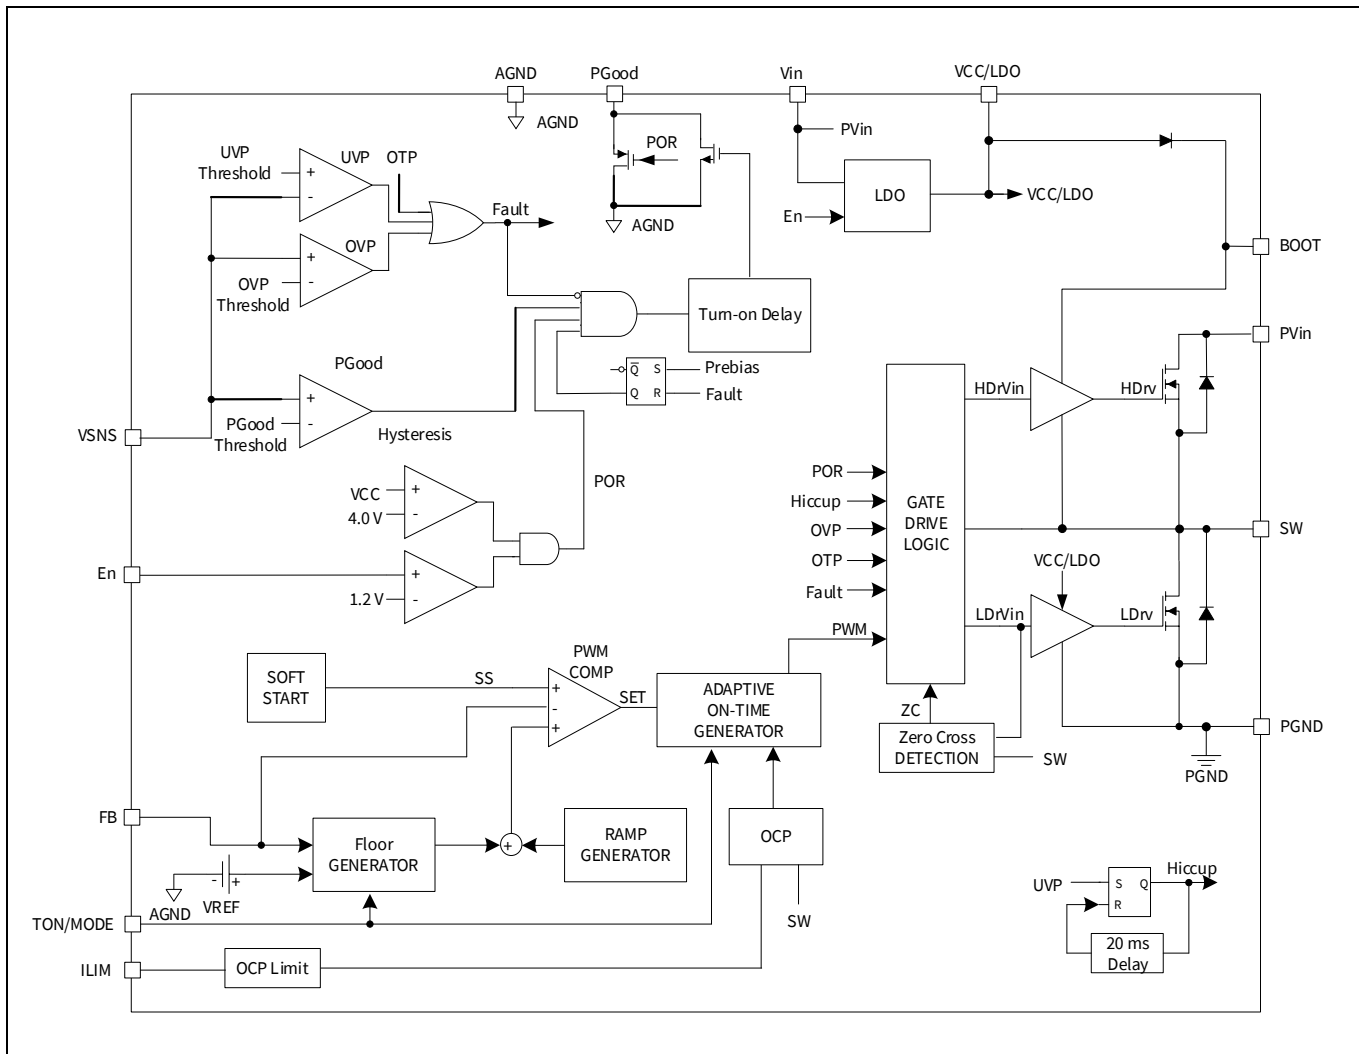 AGND
PGood
Vin
VCC/LDO
AGND
POR
PVin
UVP
Threshold
+
-
UVP
OTP
Fault
AGND
LDO
En
VCC/LDO
OVP
Threshold
+
-
OVP
BOOT
Turn-on Delay
PVin
PGood
+
-
PGood
Threshold
Hysteresis
Q
S
Q
R
Prebias
Fault
VSNS
HDrVin
HDrv
POR
VCC
4.0 V
+
-
POR
Hiccup
OVP
OTP
Fault
PWM
GATE
DRIVE
LOGIC
SW
En
1.2 V
+
-
VCC/LDO
LDrVin
LDrv
SOFT
START
SS
PWM
COMP
+
-
+
SET
ADAPTIVE
ON-TIME
GENERATOR
ZC
Zero Cross
DETECTION
SW
PGND
PGND
FB
Floor
GENERATOR
+
RAMP
GENERATOR
OCP
SW
- +
VREF
AGND
TON/MODE
UVP
S Q
R
Hiccup
20 ms
Delay
ILIM
OCP Limit